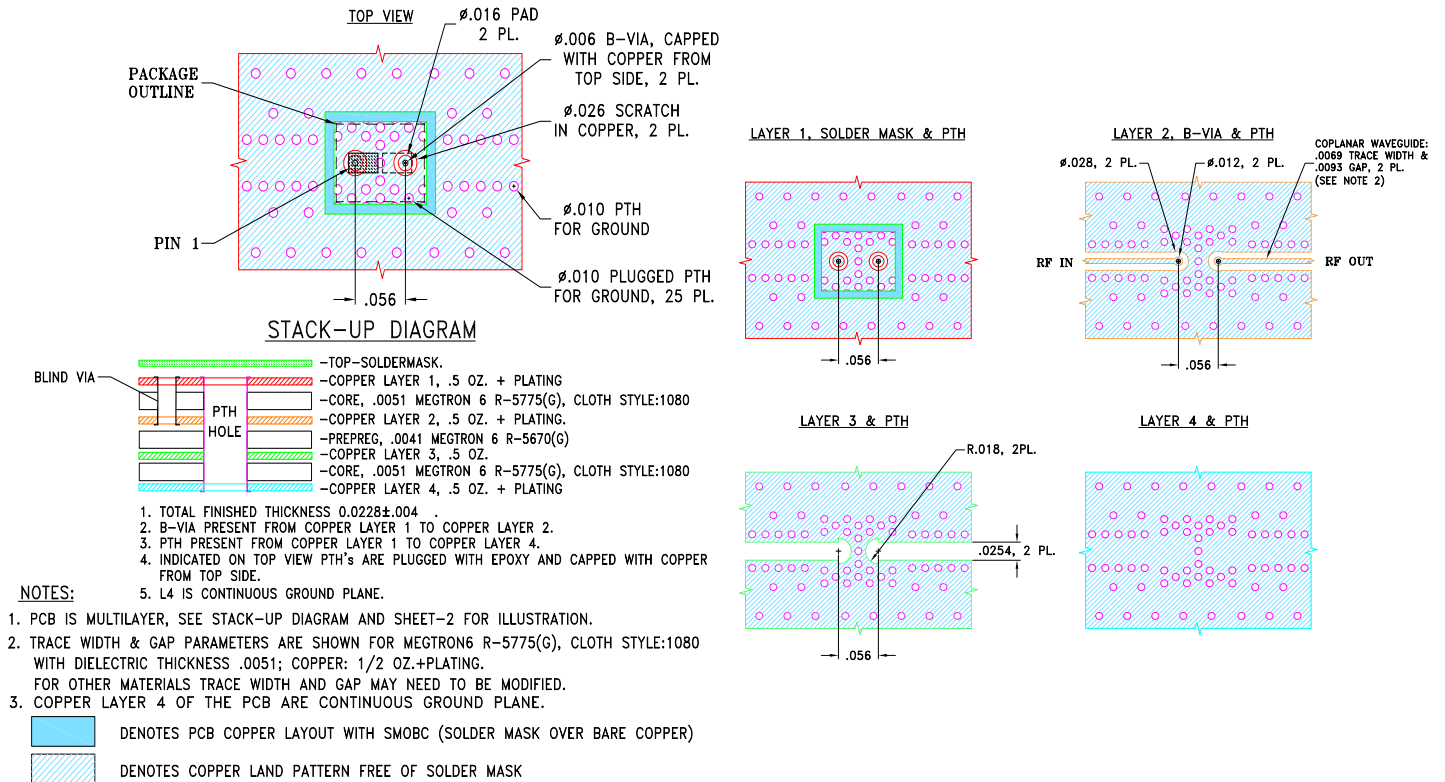 TOP VIEW
Ø.016 PAD
2 PL.
Ø.006 B-VIA, CAPPED
WITH COPPER FROM
TOP SIDE, 2 PL.
PACKAGE
OUTLINE
Ø.026 SCRATCH
IN COPPER, 2 PL.
PIN 1
Ø.010 PTH
FOR GROUND
Ø.010 PLUGGED PTH
FOR GROUND, 25 PL.
.056
STACK-UP DIAGRAM
BLIND VIA
PTH
HOLE
-TOP-SOLDERMASK.
-COPPER LAYER 1, .5 OZ. + PLATING
-CORE, .0051 MEGTRON 6 R-5775(G), CLOTH STYLE:1080
-COPPER LAYER 2, .5 OZ. + PLATING.
-PREPREG, .0041 MEGTRON 6 R-5670(G)
-COPPER LAYER 3, .5 OZ.
-CORE, .0051 MEGTRON 6 R-5775(G), CLOTH STYLE:1080
-COPPER LAYER 4, .5 OZ. + PLATING
1. TOTAL FINISHED THICKNESS 0.0228±.004 .
2. B-VIA PRESENT FROM COPPER LAYER 1 TO COPPER LAYER 2.
3. PTH PRESENT FROM COPPER LAYER 1 TO COPPER LAYER 4.
4. INDICATED ON TOP VIEW PTH's ARE PLUGGED WITH EPOXY AND CAPPED WITH COPPER
FROM TOP SIDE.
5. L4 IS CONTINUOUS GROUND PLANE.
NOTES:
1. PCB IS MULTILAYER, SEE STACK-UP DIAGRAM AND SHEET-2 FOR ILLUSTRATION.
2. TRACE WIDTH & GAP PARAMETERS ARE SHOWN FOR MEGTRON6 R-5775(G), CLOTH STYLE:1080
WITH DIELECTRIC THICKNESS .0051; COPPER: 1/2 OZ.+PLATING.
FOR OTHER MATERIALS TRACE WIDTH AND GAP MAY NEED TO BE MODIFIED.
3. COPPER LAYER 4 OF THE PCB ARE CONTINUOUS GROUND PLANE.
DENOTES PCB COPPER LAYOUT WITH SMOBC (SOLDER MASK OVER BARE COPPER)
DENOTES COPPER LAND PATTERN FREE OF SOLDER MASK
LAYER 1, SOLDER MASK & PTH
.056
LAYER 2, B-VIA & PTH
Ø.028, 2 PL.
Ø.012, 2 PL.
COPLANAR WAVEGUIDE:
.0069 TRACE WIDTH &
.0093 GAP, 2 PL.
(SEE NOTE 2)
RF IN
RF OUT
.056
LAYER 3 & PTH
R.018, 2PL.
.0254, 2 PL.
.056
LAYER 4 & PTH